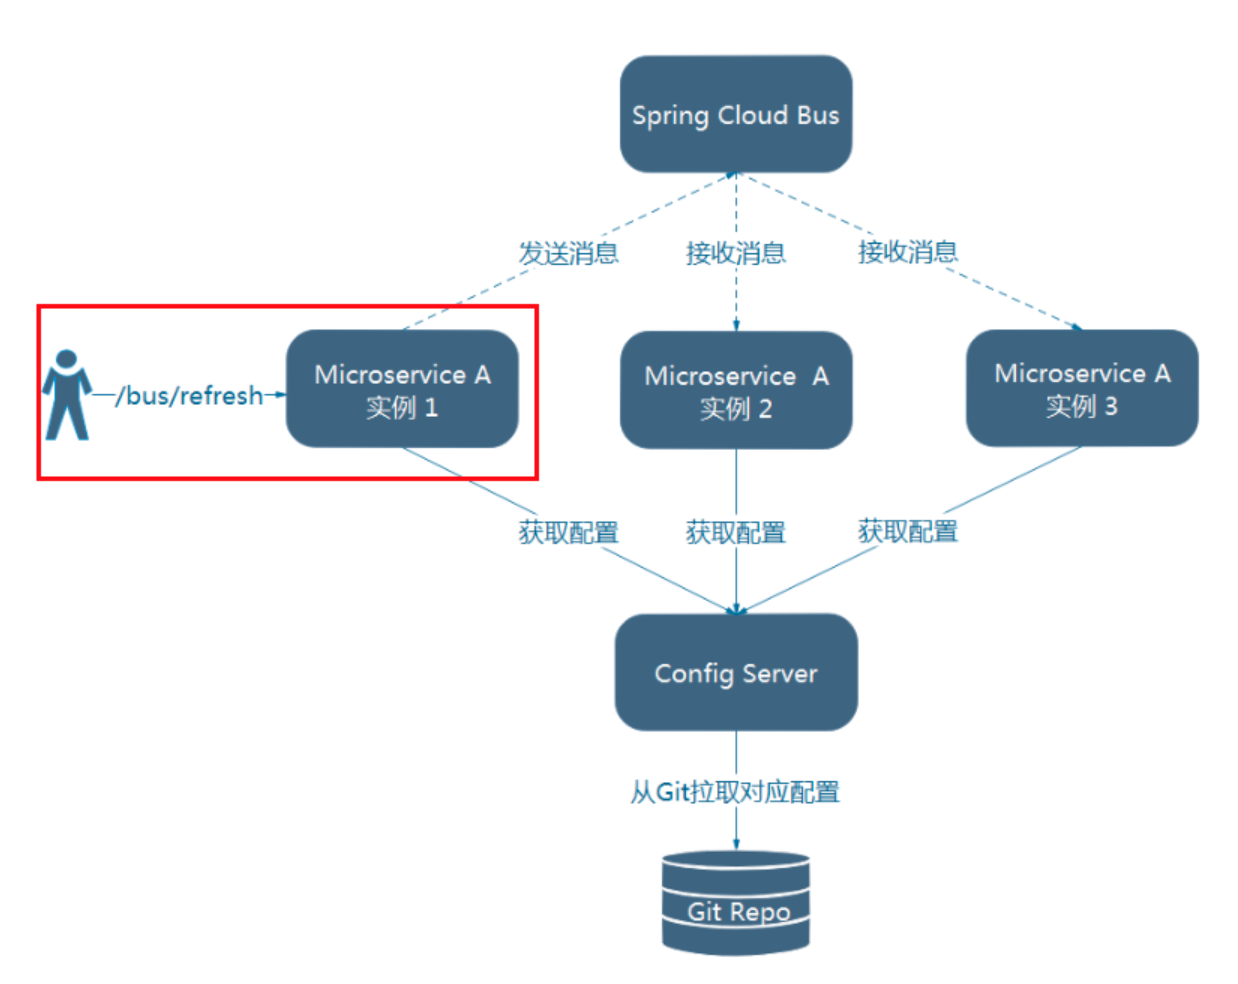 Spring Cloud Bus
发送消息
接收消息
接收消息
/bus/refresh
Microservice A
实例 1
Microservice A
实例 2
Microservice A
实例 3
获取配置
获取配置
获取配置
Config Server
从Git拉取对应配置
Git Repo